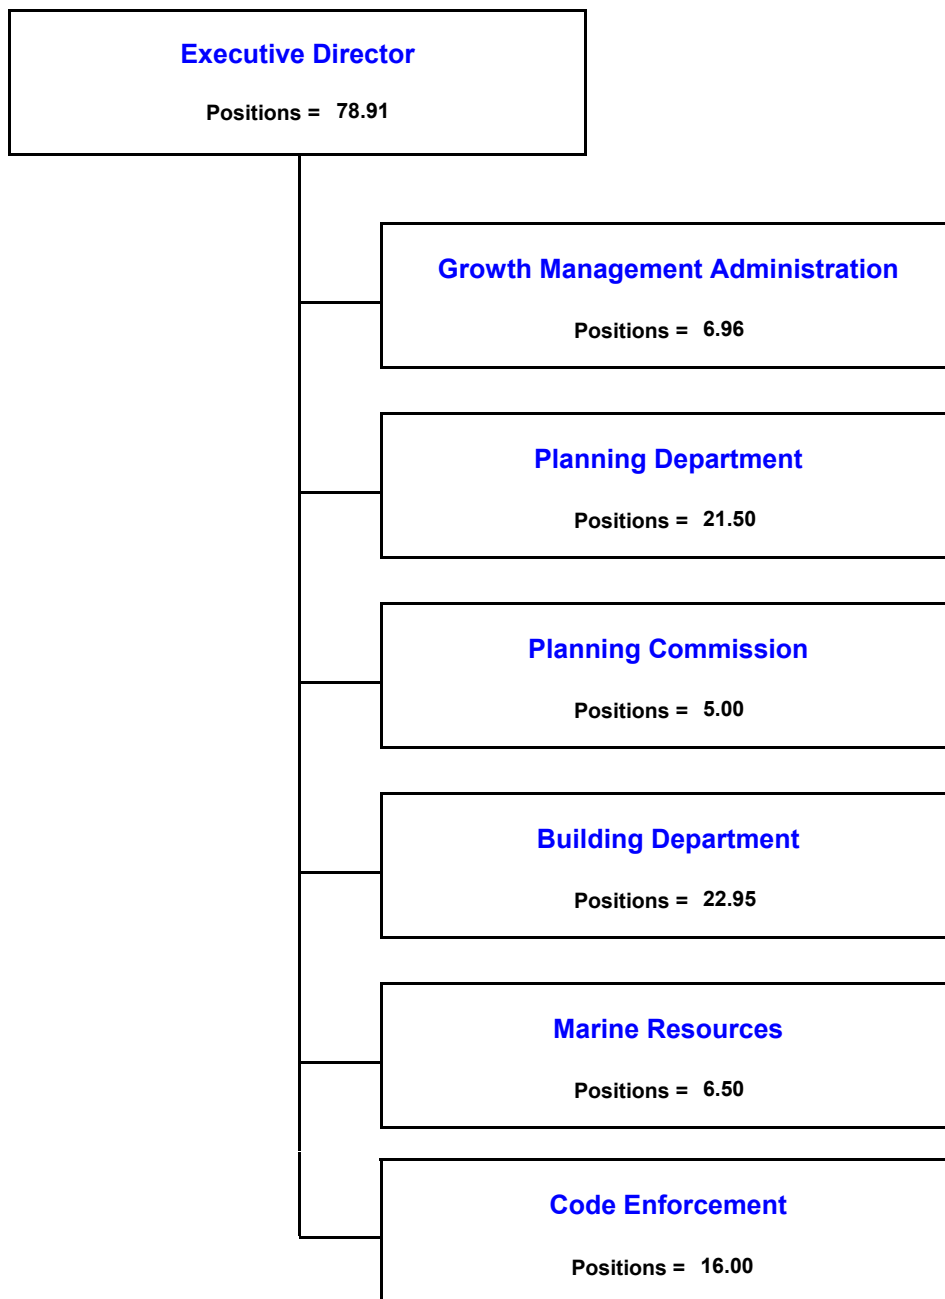 Executive Director
Positions = 78.91
Growth Management Administration
Positions = 6.96
Planning Department
Positions = 21.50
Planning Commission
Positions = 5.00
Building Department
Positions = 22.95
Marine Resources
Positions = 6.50
Code Enforcement
Positions = 16.00